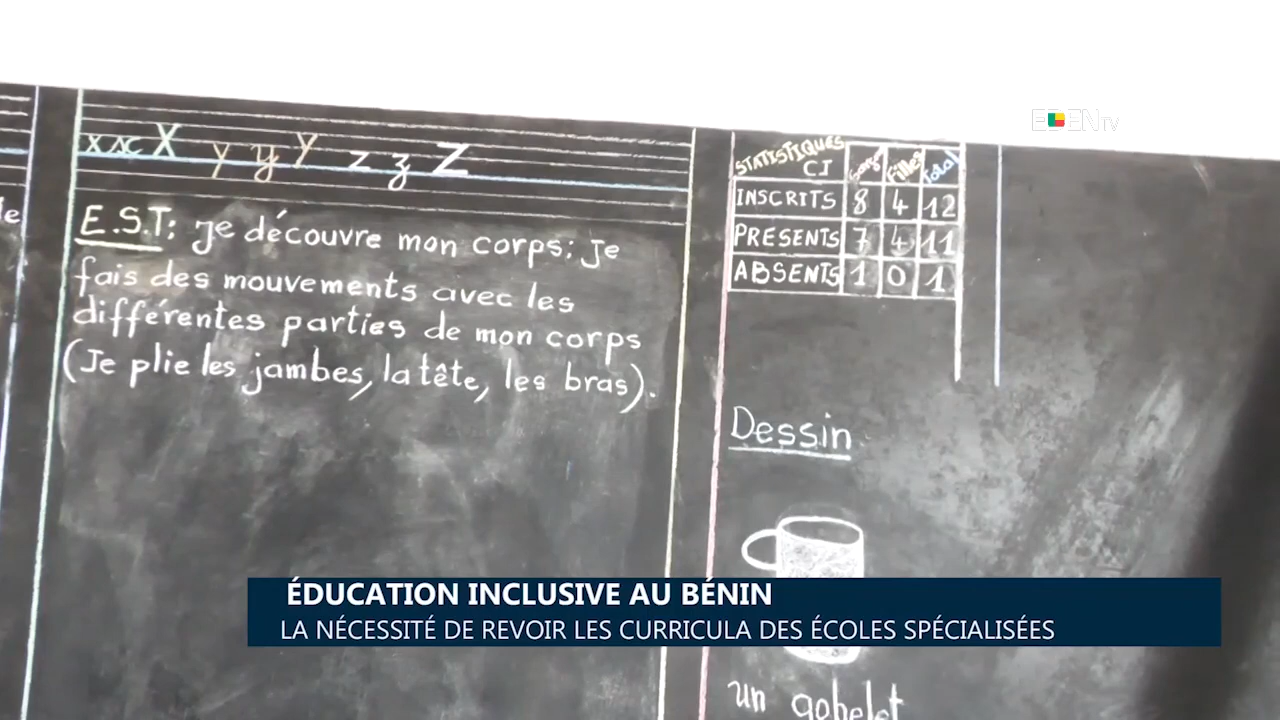 EDEN TV
x x X y y Y z z Z
E.S.T: Je découvre mon corps; Je
fais des mouvements avec les
différentes parties de mon corps
(Je plie les jambes, la tête, les bras).
STATISTIQUES
CI Filles Total
INSCRITS 8 4 12
PRESENTS 7 4 11
ABSENTS 1 0 1
Dessin
un gobelet
ÉDUCATION INCLUSIVE AU BÉNIN
LA NÉCESSITÉ DE REVOIR LES CURRICULA DES ÉCOLES SPÉCIALISÉES